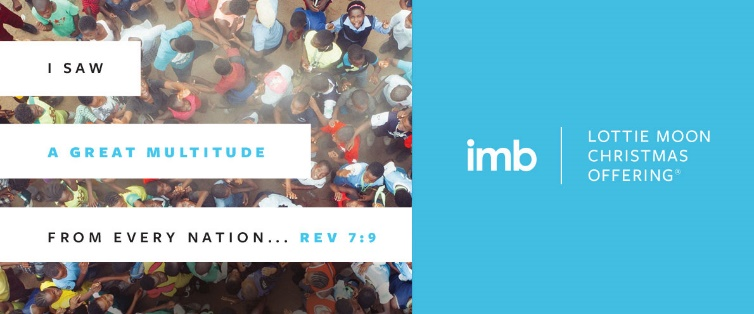 I SAW
A GREAT MULTITUDE
FROM EVERY NATION... REV 7:9
imb
LOTTIE MOON
CHRISTMAS
OFFERING®